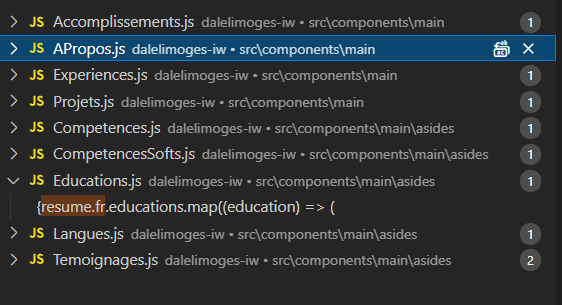 JS Accomplissements.js dalelimoges-iw • src\components\main 1
JS APropos.js dalelimoges-iw • src\components\main
JS Experiences.js dalelimoges-iw • src\components\main 1
JS Projets.js dalelimoges-iw • src\components\main 1
JS Competences.js dalelimoges-iw • src\components\main\asides 1
JS CompetencesSofts.js dalelimoges-iw • src\components\main\asides 1
JS Educations.js dalelimoges-iw • src\components\main\asides 1
{resume.fr.educations.map((education) => (
JS Langues.js dalelimoges-iw • src\components\main\asides 1
JS Temoignages.js dalelimoges-iw • src\components\main\asides 2